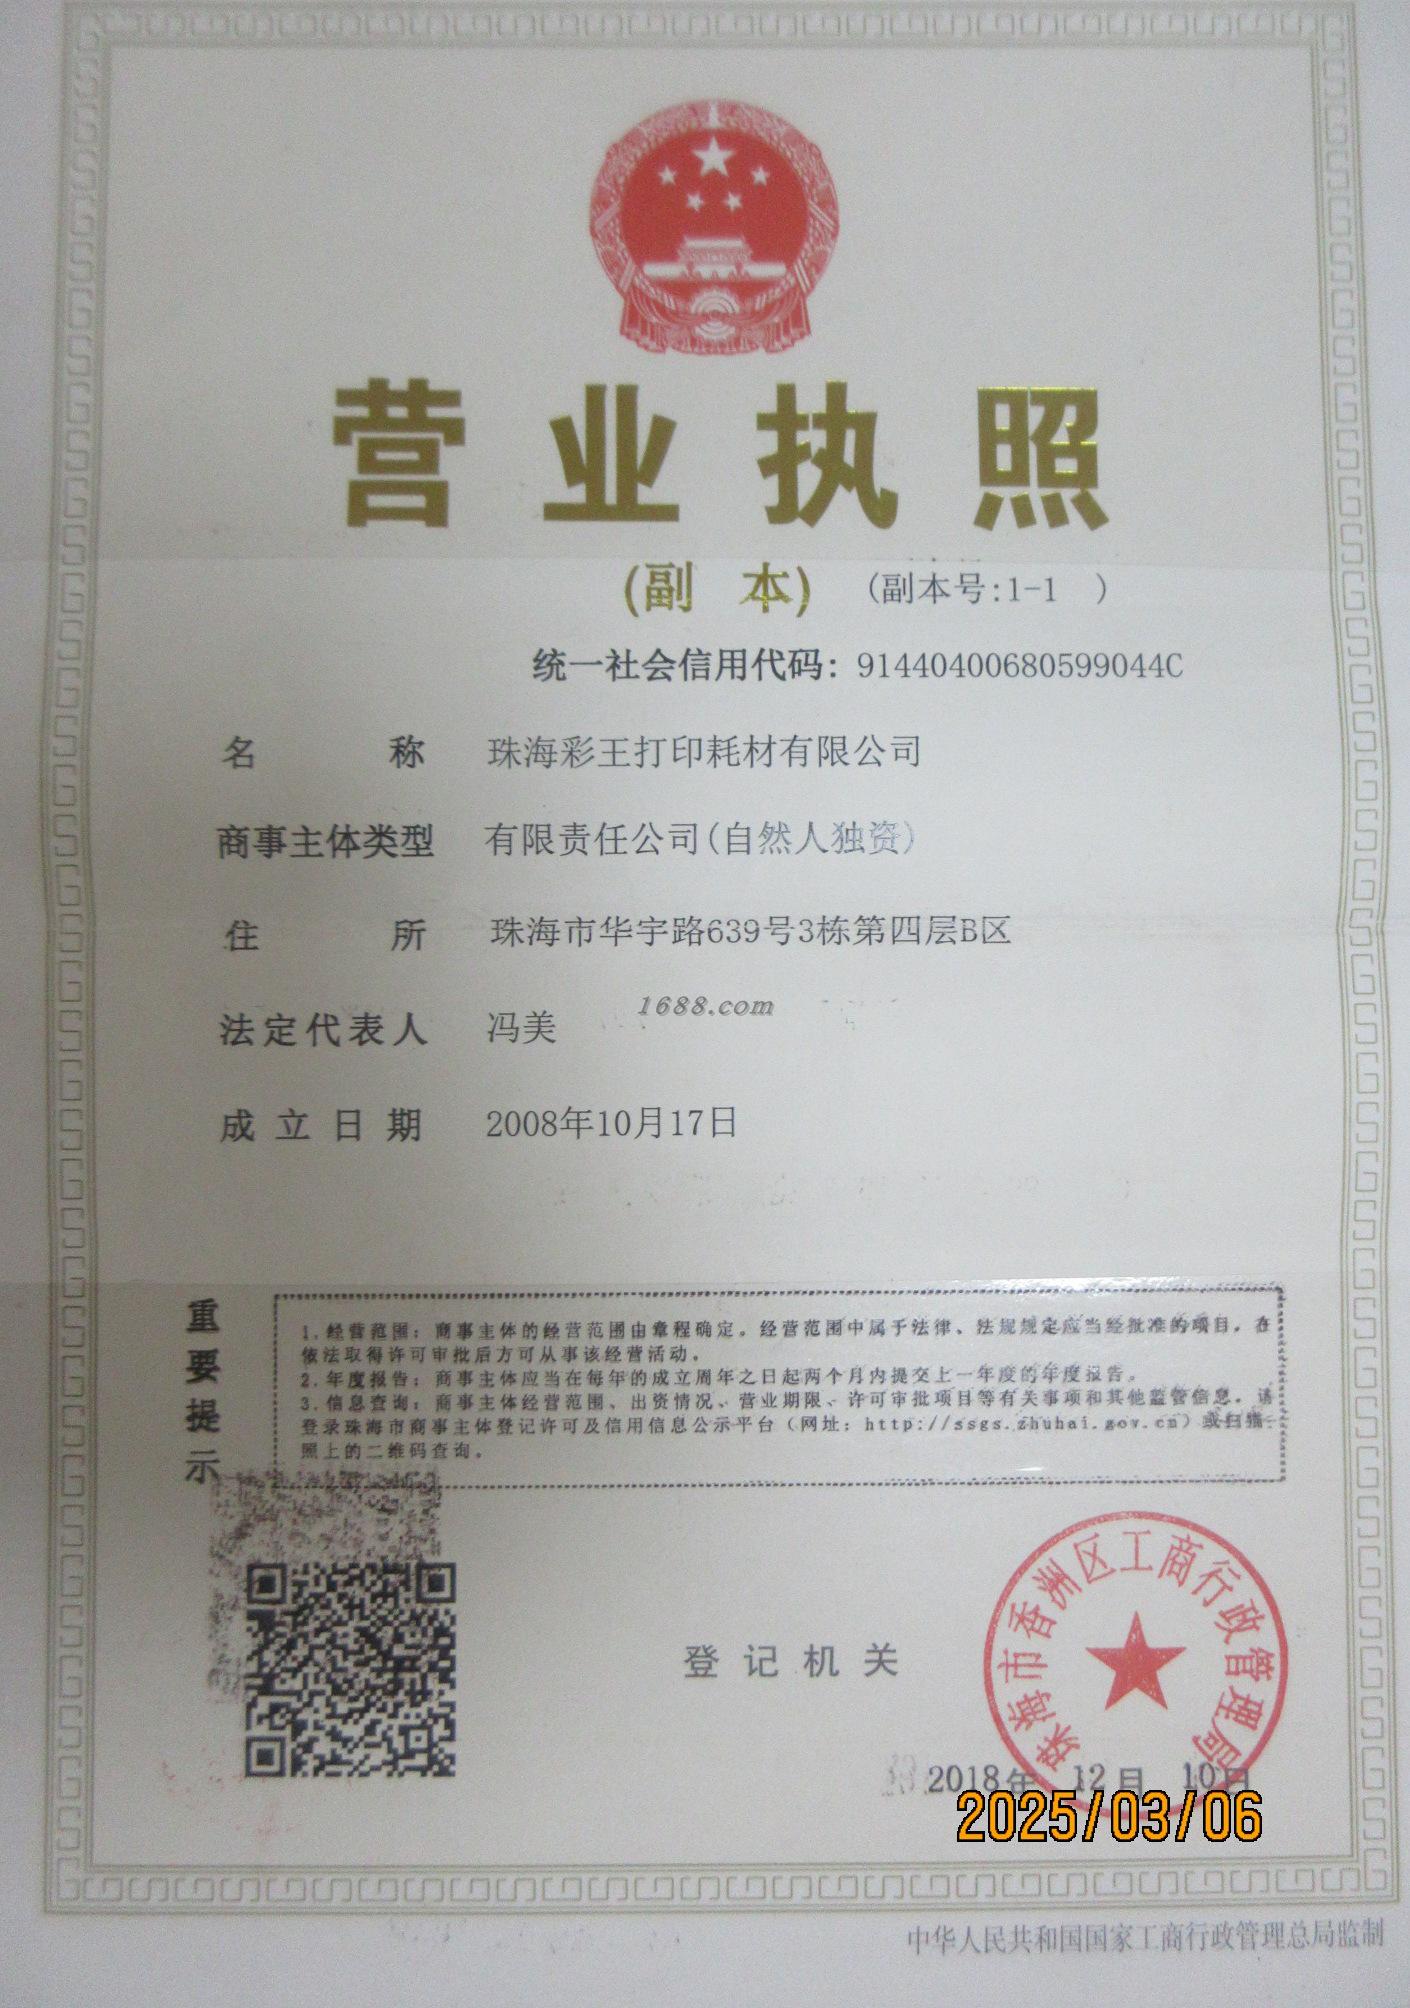 营业执照
(副 本) (副本号:1-1 )
统一社会信用代码: 91440400680599044C
名 称 珠海彩王打印耗材有限公司
商事主体类型 有限责任公司(自然人独资)
住 所 珠海市华宇路639号3栋第四层B区
1688.com
法定代表人 冯美
成立日期 2008年10月17日
重要提示
1.经营范围:商事主体的经营范围由章程确定。经营范围中属于法律、法规规定应当经批准的项目,在
依法取得许可审批后方可从事该经营活动。
2.年度报告:商事主体应当在每年的成立周年之日起两个月内提交上一年度的年度报告。
3.信息查询:商事主体经营范围、出资情况、营业期限、许可审批项目等有关事项和其他监管信息,请
登录珠海市商事主体登记许可及信用信息公示平台(网址:http://ssgs.zhuhai.gov.cn)或扫描
照上的二维码查询。
登记机关
珠海市香洲区工商行政管理局
2018年 12月 10日
2025/03/06
中华人民共和国国家工商行政管理总局监制